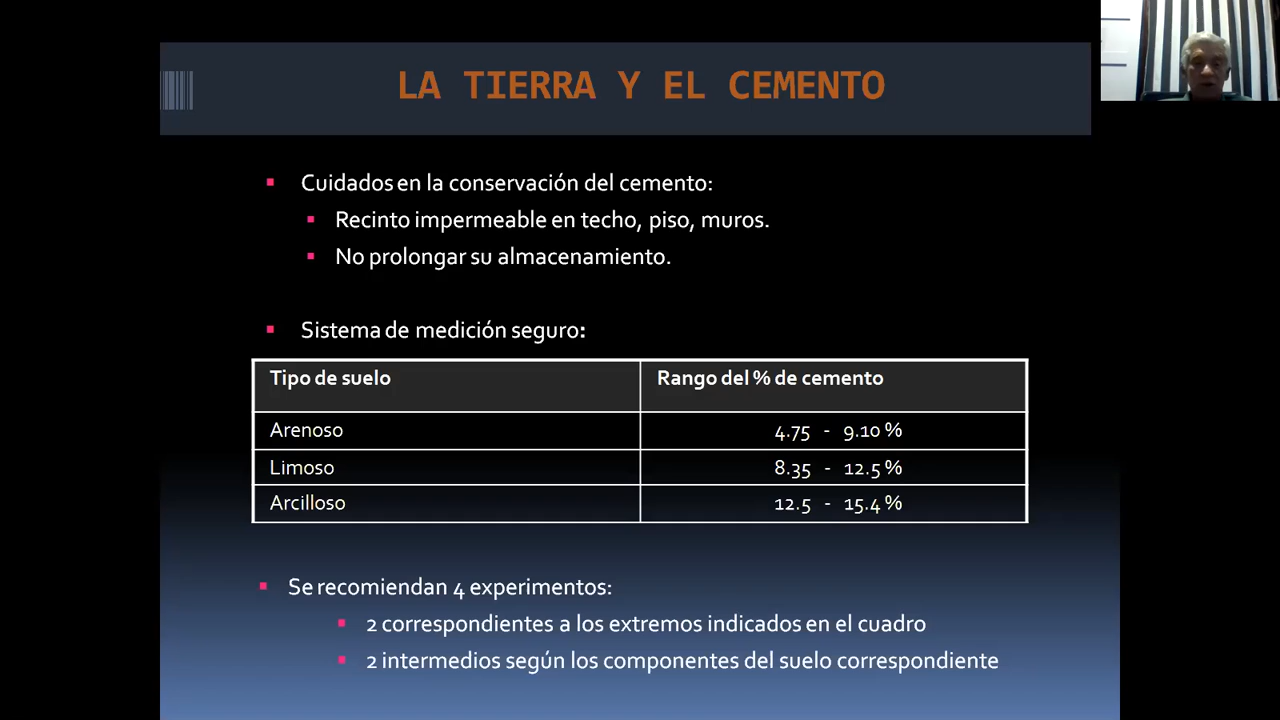 LA TIERRA Y EL CEMENTO
Cuidados en la conservación del cemento:
Recinto impermeable en techo, piso, muros.
No prolongar su almacenamiento.
Sistema de medición seguro:
Tipo de suelo Rango del % de cemento
Arenoso 4.75 - 9.10 %
Limoso 8.35 - 12.5 %
Arcilloso 12.5 - 15.4 %
Se recomiendan 4 experimentos:
2 correspondientes a los extremos indicados en el cuadro
2 intermedios según los componentes del suelo correspondiente